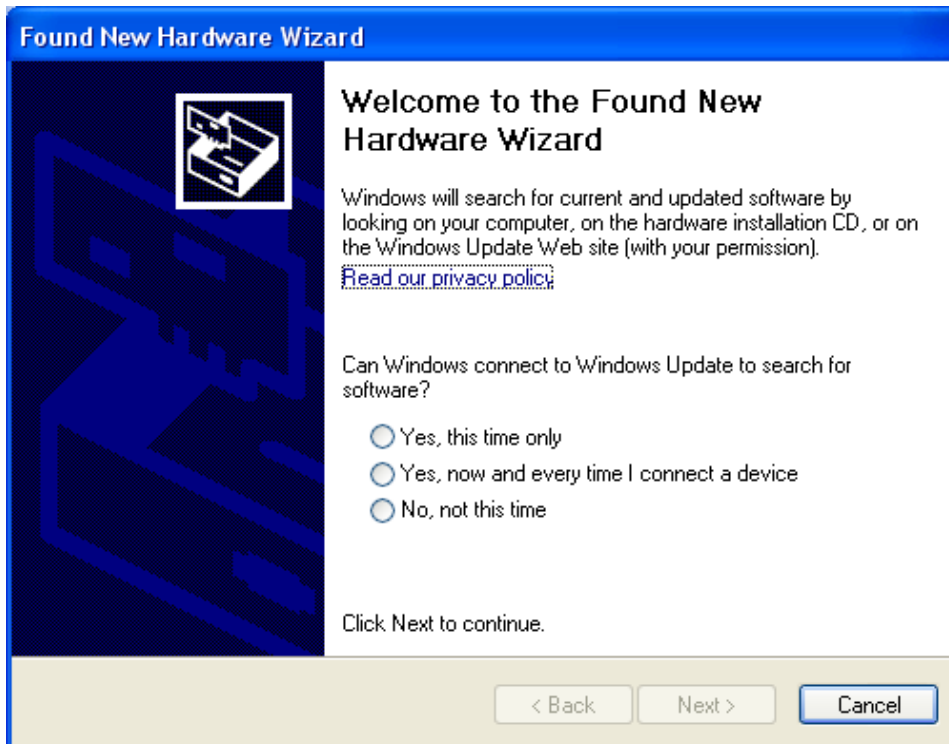 Found New Hardware Wizard
Welcome to the Found New
Hardware Wizard
Windows will search for current and updated software by
looking on your computer, on the hardware installation CD, or on
the Windows Update Web site (with your permission).
Read our privacy policy
Can Windows connect to Windows Update to search for
software?
Yes, this time only
Yes, now and every time I connect a device
No, not this time
Click Next to continue.
< Back Next > Cancel